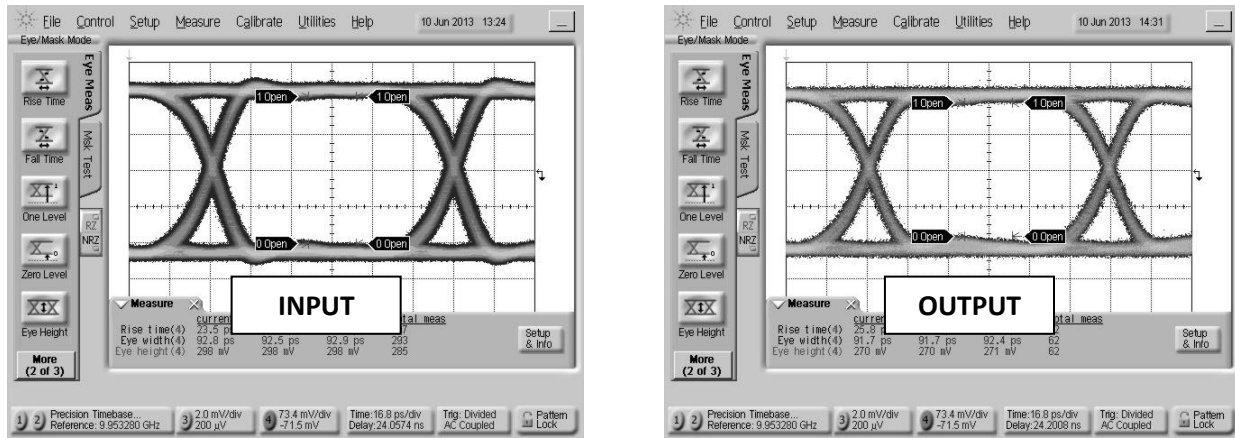 File Control Setup Measure Calibrate Utilities Help 10 Jun 2013 13:24
Eye/Mask Mode
Eye Meas
Msk Test
RZ
NRZ
Rise Time
Fall Time
One Level
Zero Level
Eye Height
More
(2 of 3)
1 Open 1 Open
0 Open 0 Open
INPUT
Measure
current
Rise time(4) 23.5 ps
Eye width(4) 92.8 ps 92.5 ps 92.9 ps 293
Eye height(4) 298 mV 298 mV 298 mV 285
Setup
& Info
1 2 Precision Timebase...
Reference: 9.953280 GHz
3 2.0 mV/div
200 µV
4 73.4 mV/div
-71.5 mV
Time:16.8 ps/div
Delay:24.0574 ns
Trig: Divided
AC Coupled
Pattern
Lock
File Control Setup Measure Calibrate Utilities Help 10 Jun 2013 14:31
Eye/Mask Mode
Eye Meas
Msk Test
RZ
NRZ
Rise Time
Fall Time
One Level
Zero Level
Eye Height
More
(2 of 3)
1 Open 1 Open
0 Open 0 Open
OUTPUT
Measure
meas
Rise time(4) 25.8 p
Eye width(4) 91.7 ps 91.7 ps 92.4 ps 62
Eye height(4) 270 mV 270 mV 271 mV 62
Setup
& Info
1 2 Precision Timebase...
Reference: 9.953280 GHz
3 2.0 mV/div
200 µV
4 73.4 mV/div
-71.5 mV
Time:16.8 ps/div
Delay:24.2008 ns
Trig: Divided
AC Coupled
Pattern
Lock